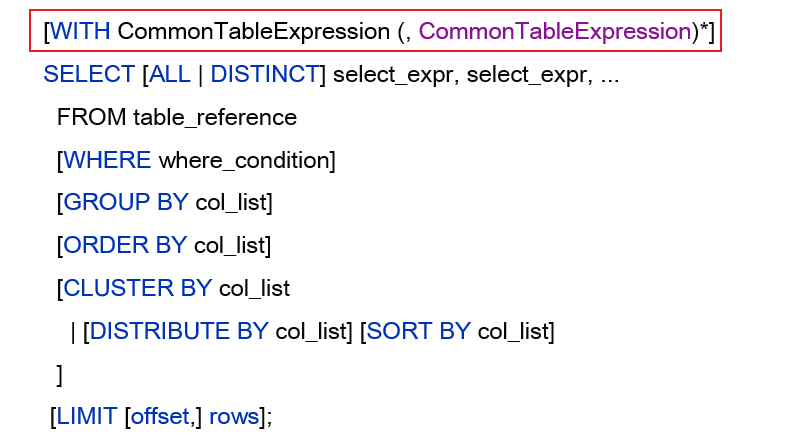 [WITH CommonTableExpression (, CommonTableExpression)*]
SELECT [ALL | DISTINCT] select_expr, select_expr, ...
FROM table_reference
[WHERE where_condition]
[GROUP BY col_list]
[ORDER BY col_list]
[CLUSTER BY col_list
| [DISTRIBUTE BY col_list] [SORT BY col_list]
]
[LIMIT [offset,] rows];